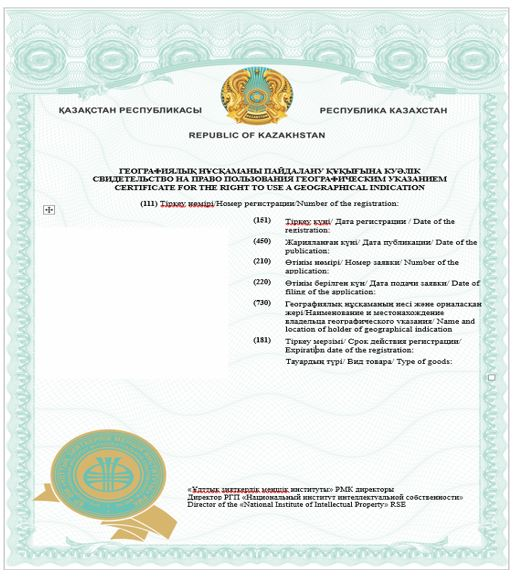 ҚАЗАҚСТАН РЕСПУБЛИКАСЫ
РЕСПУБЛИКА КАЗАХСТАН
REPUBLIC OF KAZAKHSTAN
ГЕОГРАФИЯЛЫҚ НҰСҚАМАНЫ ПАЙДАЛАНУ ҚҰҚЫҒЫНА КУӘЛІК
СВИДЕТЕЛЬСТВО НА ПРАВО ПОЛЬЗОВАНИЯ ГЕОГРАФИЧЕСКИМ УКАЗАНИЕМ
CERTIFICATE FOR THE RIGHT TO USE A GEOGRAPHICAL INDICATION
(111) Тіркеу нөмірі/Номер регистрации/Number of the registration:
(151) Тіркеу күні/ Дата регистрации / Date of the
registration:
(450) Жарияланған күні/ Дата публикации/ Date of the
publication:
(210) Өтінім нөмірі/ Номер заявки/ Number of the
application:
(220) Өтінім берілген күні/ Дата подачи заявки/ Date of
filing of the application:
(730) Географиялық нұсқаманың иесі және орналасқан
жері/Наименование и местонахождение
владельца географического указания/ Name and
location of holder of geographical indication
(181) Тіркеу мерзімі/ Срок действия регистрации/
Expiration date of the registration:
Тауардың түрі/ Вид товара/ Type of goods:
«Ұлттық зияткерлік меншік институты» РМК директоры
Директор РГП «Национальный институт интеллектуальной собственности»
Director of the «National Institute of Intellectual Property» RSE